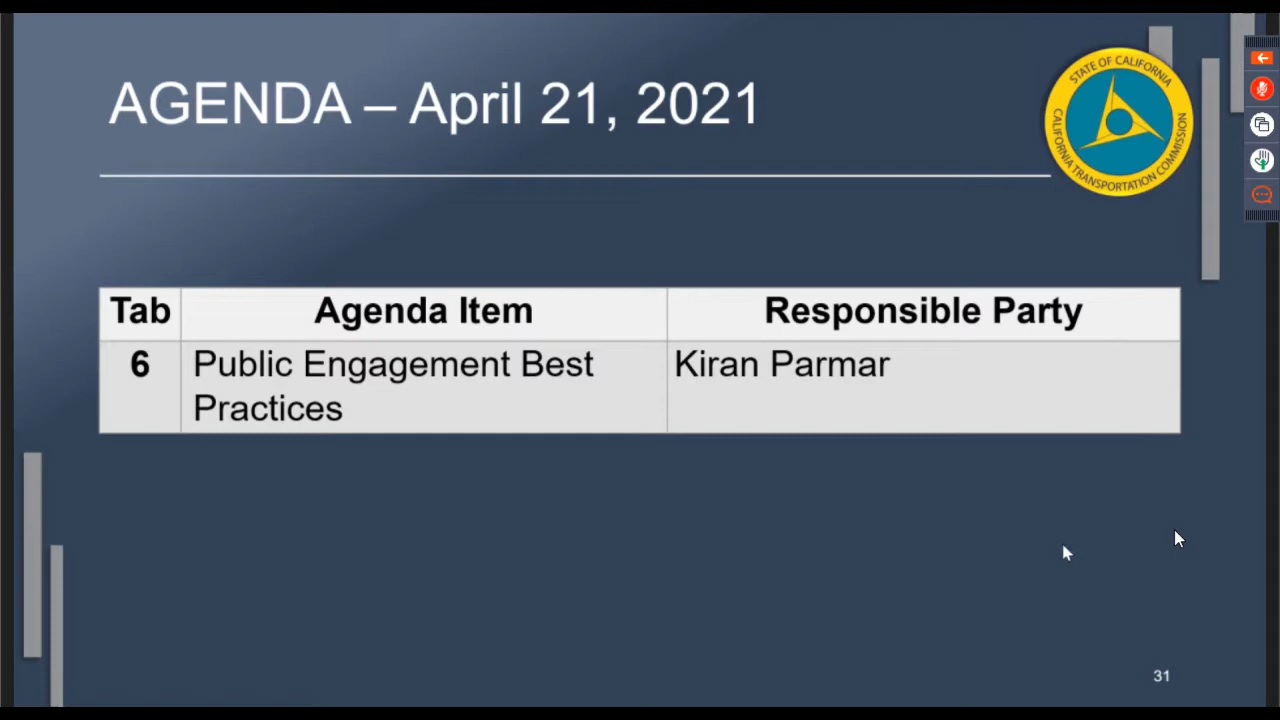 AGENDA – April 21, 2021
STATE OF CALIFORNIA
CALIFORNIA TRANSPORTATION COMMISSION
Tab Agenda Item Responsible Party
6 Public Engagement Best Kiran Parmar
Practices
31